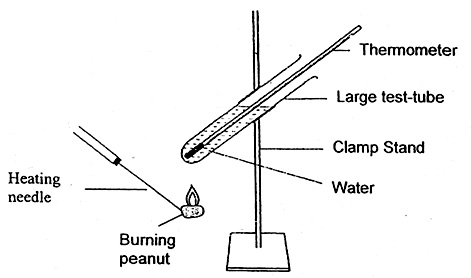 Thermometer
Large test-tube
Clamp Stand
Water
Heating
needle
Burning
peanut